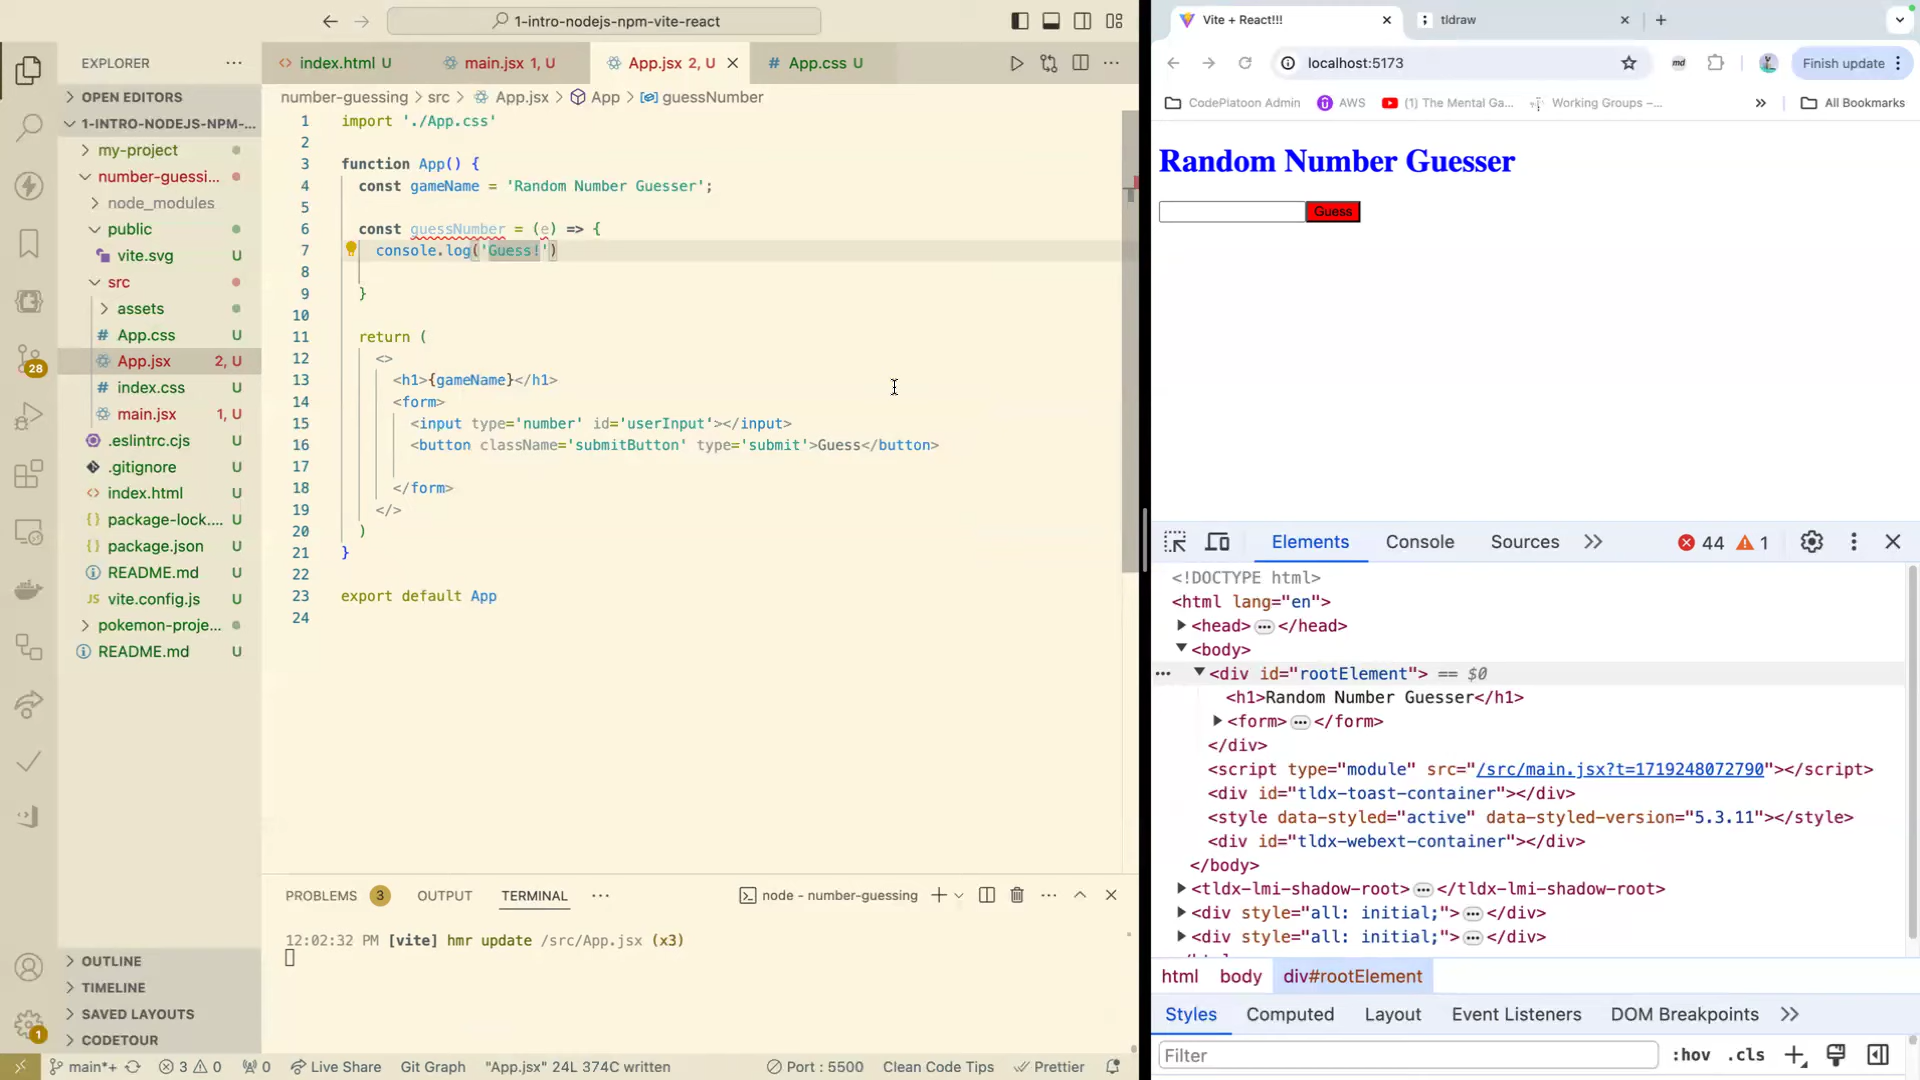 1-intro-nodejs-npm-vite-react
EXPLORER
OPEN EDITORS
1-INTRO-NODEJS-NPM-...
my-project
number-guessi...
node_modules
public
vite.svg
src
assets
App.css U
App.jsx 2, U
index.css U
main.jsx 1, U
.eslintrc.cjs U
.gitignore U
index.html U
package-lock.... U
package.json U
README.md U
vite.config.js U
pokemon-proje...
README.md U
28
1
OUTLINE
TIMELINE
SAVED LAYOUTS
CODETOUR
index.html U
main.jsx 1, U
App.jsx 2, U
App.css U
number-guessing > src > App.jsx > App > guessNumber
1 import './App.css'
2
3 function App() {
4 const gameName = 'Random Number Guesser';
5
6 const guessNumber = (e) => {
7 console.log('Guess!')
8
9 }
10
11 return (
12 <>
13 <h1>{gameName}</h1>
14 <form>
15 <input type='number' id='userInput'></input>
16 <button className='submitButton' type='submit'>Guess</button>
17
18 </form>
19 </>
20 )
21 }
22
23 export default App
24
PROBLEMS 3 OUTPUT TERMINAL ... node - number-guessing
12:02:32 PM [vite] hmr update /src/App.jsx (x3)
main*+ 3 0 0 Live Share Git Graph "App.jsx" 24L 374C written Port : 5500 Clean Code Tips Prettier
Vite + React!!!
tldraw
localhost:5173
md
Finish update
CodePlatoon Admin AWS (1) The Mental Ga... Working Groups –... » All Bookmarks
Random Number Guesser
Guess
Elements Console Sources » 44 1
<!DOCTYPE html>
<html lang="en">
<head> ... </head>
<body>
... <div id="rootElement"> == $0
<h1>Random Number Guesser</h1>
<form> ... </form>
</div>
<script type="module" src="/src/main.jsx?t=1719248072790"></script>
<div id="tldx-toast-container"></div>
<style data-styled="active" data-styled-version="5.3.11"></style>
<div id="tldx-webext-container"></div>
</body>
<tldx-lmi-shadow-root> ... </tldx-lmi-shadow-root>
<div style="all: initial;"> ... </div>
<div style="all: initial;"> ... </div>
html body div#rootElement
Styles Computed Layout Event Listeners DOM Breakpoints »
Filter :hov .cls